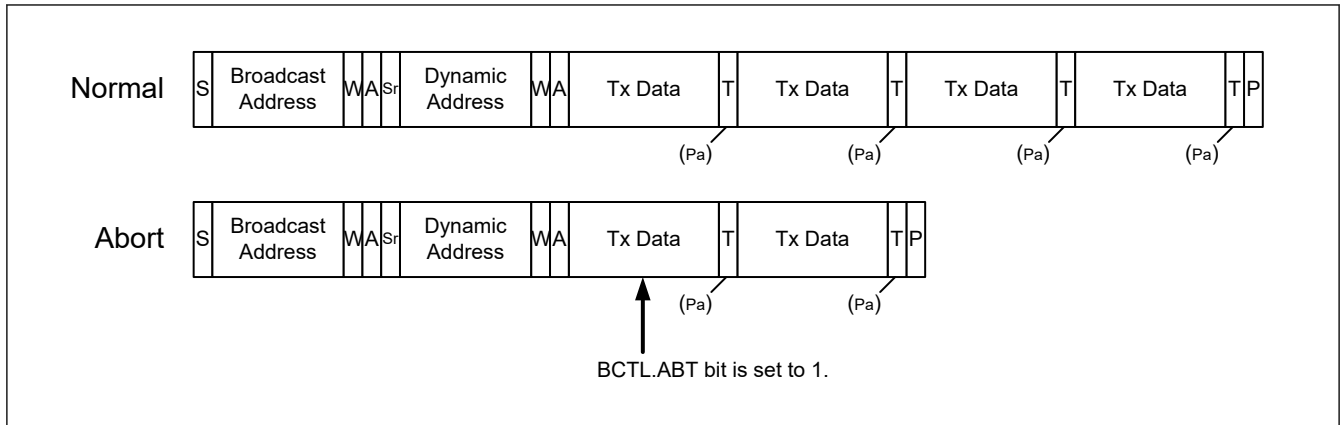 Normal S Broadcast Address W A Sr Dynamic Address W A Tx Data T Tx Data T Tx Data T Tx Data T P
(Pa) (Pa) (Pa) (Pa)
Abort S Broadcast Address W A Sr Dynamic Address W A Tx Data T Tx Data T P
(Pa) (Pa)
BCTL.ABT bit is set to 1.